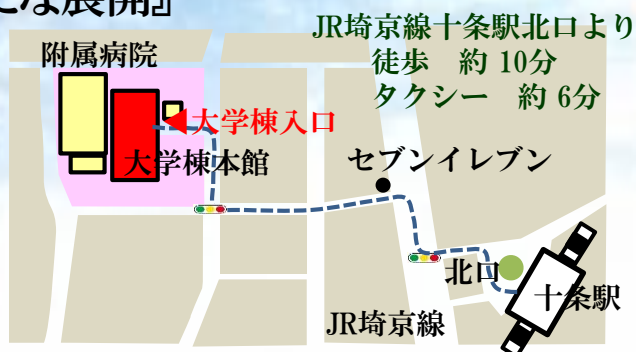 な展開』
JR埼京線十条駅北口より
徒歩　約 10分
タクシー　約 6分
附属病院
大学棟入口
大学棟本館
セブンイレブン
北口
十条駅
JR埼京線